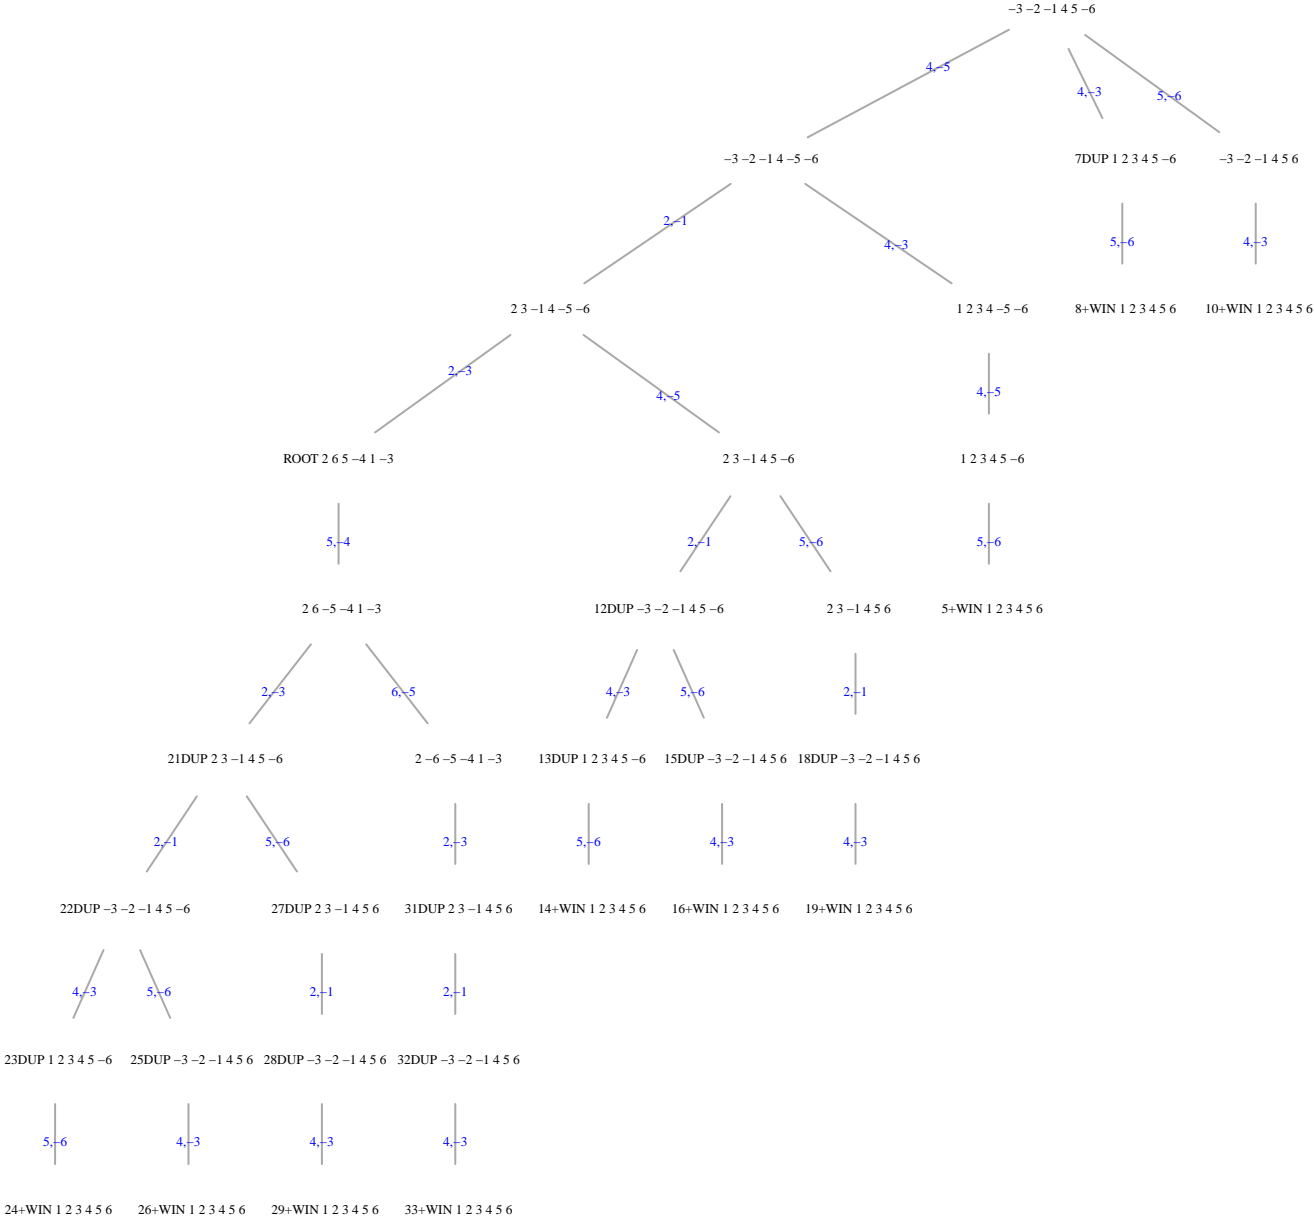 −3 −2 −1 4 5 −6
4,−5
4,−3
5,−6
−3 −2 −1 4 −5 −6
7DUP 1 2 3 4 5 −6
−3 −2 −1 4 5 6
2,−1
4,−3
5,−6
4,−3
2 3 −1 4 −5 −6
1 2 3 4 −5 −6
8+WIN 1 2 3 4 5 6
10+WIN 1 2 3 4 5 6
2,−3
4,−5
4,−5
ROOT 2 6 5 −4 1 −3
2 3 −1 4 5 −6
1 2 3 4 5 −6
5,−4
2,−1
5,−6
5,−6
2 6 −5 −4 1 −3
12DUP −3 −2 −1 4 5 −6
2 3 −1 4 5 6
5+WIN 1 2 3 4 5 6
2,−3
6,−5
4,−3
5,−6
2,−1
21DUP 2 3 −1 4 5 −6
2 −6 −5 −4 1 −3
13DUP 1 2 3 4 5 −6
15DUP −3 −2 −1 4 5 6
18DUP −3 −2 −1 4 5 6
2,−1
5,−6
2,−3
5,−6
4,−3
4,−3
22DUP −3 −2 −1 4 5 −6
27DUP 2 3 −1 4 5 6
31DUP 2 3 −1 4 5 6
14+WIN 1 2 3 4 5 6
16+WIN 1 2 3 4 5 6
19+WIN 1 2 3 4 5 6
4,−3
5,−6
2,−1
2,−1
23DUP 1 2 3 4 5 −6
25DUP −3 −2 −1 4 5 6
28DUP −3 −2 −1 4 5 6
32DUP −3 −2 −1 4 5 6
5,−6
4,−3
4,−3
4,−3
24+WIN 1 2 3 4 5 6
26+WIN 1 2 3 4 5 6
29+WIN 1 2 3 4 5 6
33+WIN 1 2 3 4 5 6